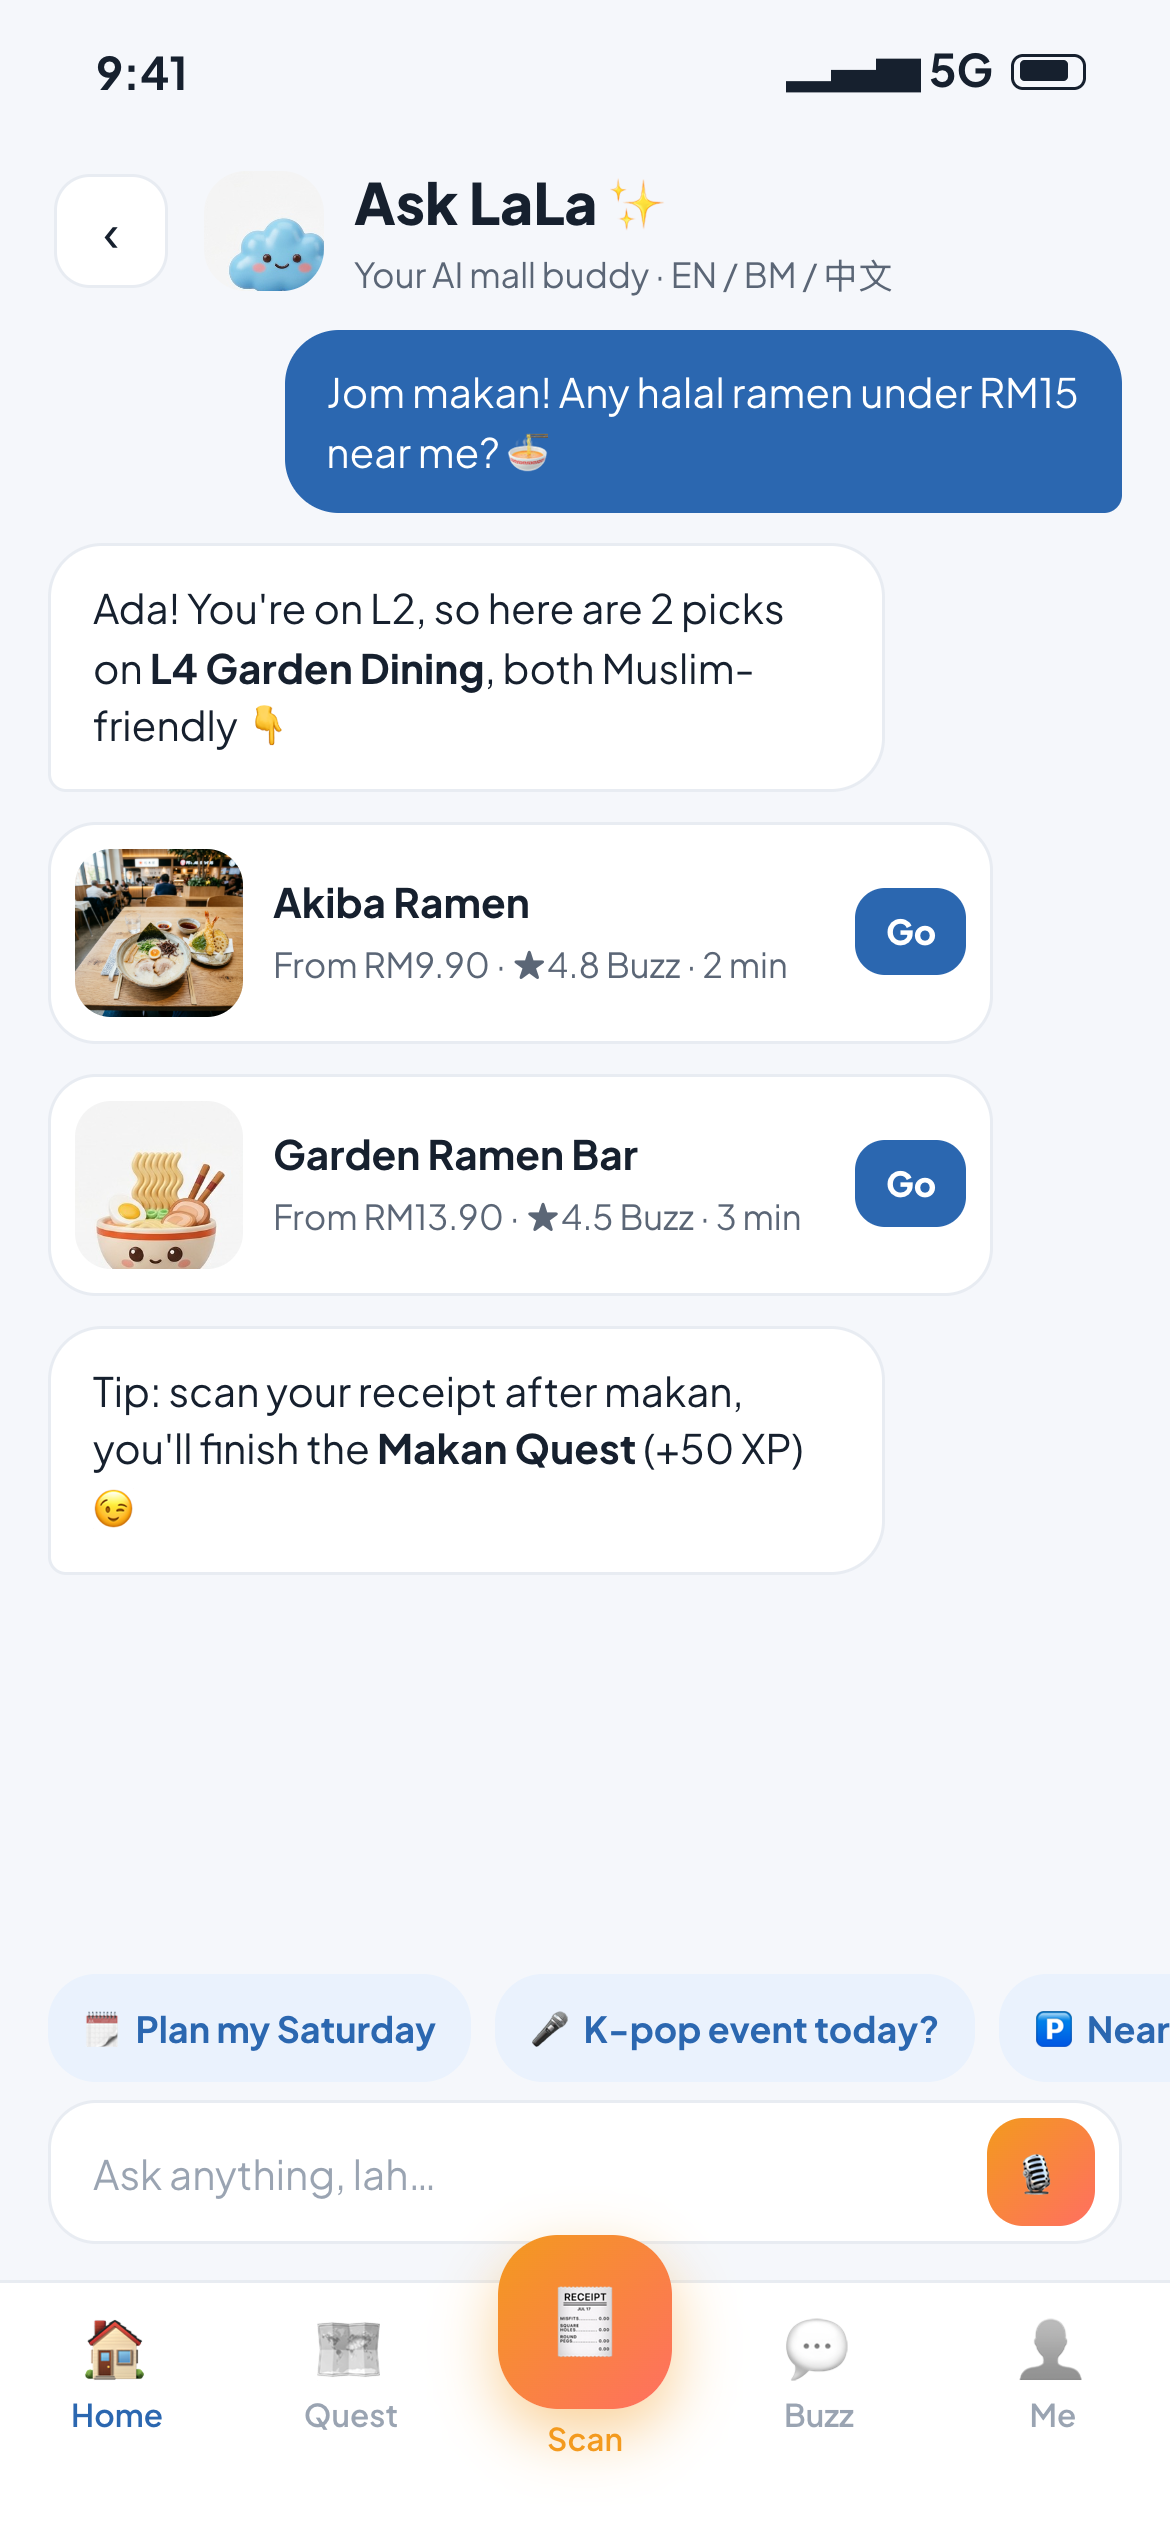 9:41
5G
‹
Ask LaLa ✨
Your AI mall buddy · EN / BM / 中文
Jom makan! Any halal ramen under RM15
near me? 🍜
Ada! You're on L2, so here are 2 picks
on L4 Garden Dining, both Muslim-
friendly 👇
Akiba Ramen
From RM9.90 · ★4.8 Buzz · 2 min
Go
Garden Ramen Bar
From RM13.90 · ★4.5 Buzz · 3 min
Go
Tip: scan your receipt after makan,
you'll finish the Makan Quest (+50 XP)
😉
🗓️ Plan my Saturday
🎤 K-pop event today?
🅿️ Near
Ask anything, lah…
RECEIPT
Home
Quest
Scan
Buzz
Me